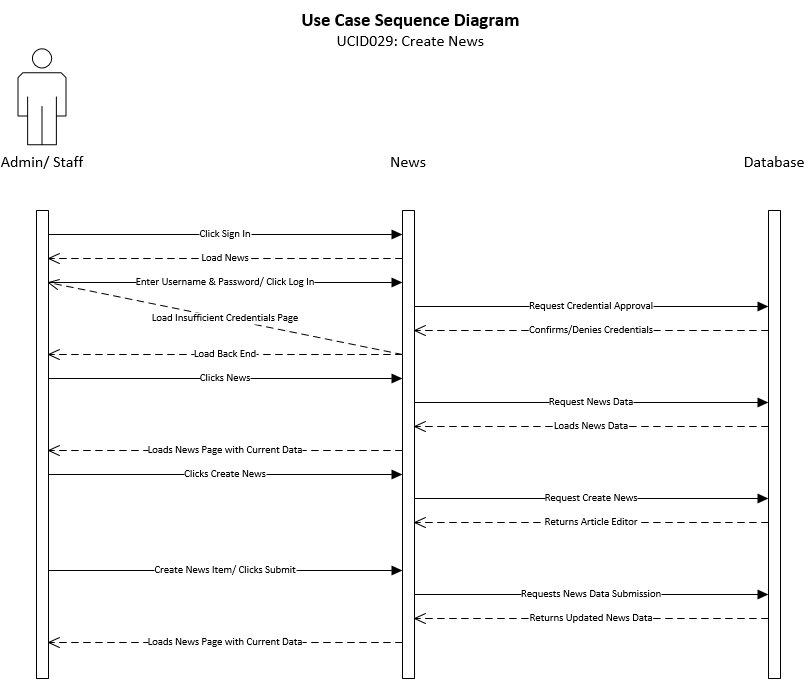 Use Case Sequence Diagram
UCID029: Create News
Admin/ Staff
News
Database
Click Sign In
Load News
Enter Username & Password/ Click Log In
Request Credential Approval
Load Insufficient Credentials Page
Confirms/Denies Credentials
Load Back End
Clicks News
Request News Data
Loads News Data
Loads News Page with Current Data
Clicks Create News
Request Create News
Returns Article Editor
Create News Item/ Clicks Submit
Requests News Data Submission
Returns Updated News Data
Loads News Page with Current Data